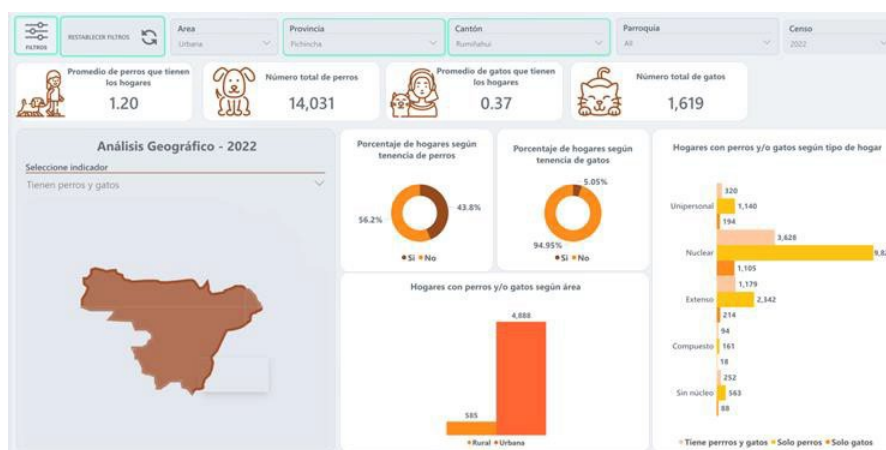 FILTROS
RESTABLECER FILTROS
Area
Urbana
Provincia
Pichincha
Cantón
Rumiñahui
Parroquia
All
Censo
2022
Promedio de perros que tienen
los hogares
1.20
Número total de perros
14,031
Promedio de gatos que tienen
los hogares
0.37
Número total de gatos
1,619
Análisis Geográfico - 2022
Seleccione indicador
Tienen perros y gatos
Porcentaje de hogares según
tenencia de perros
56.2%
43.8%
Si No
Porcentaje de hogares según
tenencia de gatos
5.05%
94.95%
Si No
Hogares con perros y/o gatos según área
4,888
585
Rural Urbana
Hogares con perros y/o gatos según tipo de hogar
320
Unipersonal 1,140
194
3,628
Nuclear
1,105
1,179
Extenso 2,342
214
94
Compuesto 161
18
252
Sin núcleo 563
88
Tiene perrros y gatos Solo perros Solo gatos